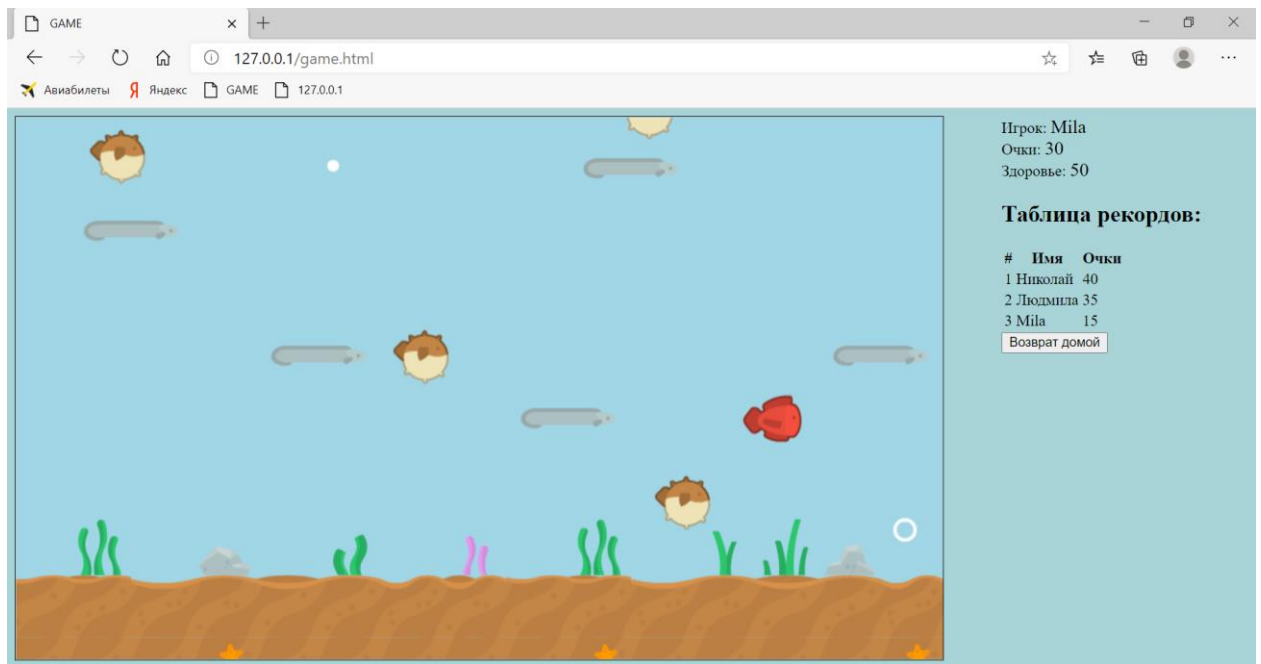 GAME
127.0.0.1/game.html
Авиабилеты Яндекс GAME 127.0.0.1
Игрок: Mila
Очки: 30
Здоровье: 50
Таблица рекордов:
# Имя Очки
1 Николай 40
2 Людмила 35
3 Mila 15
Возврат домой